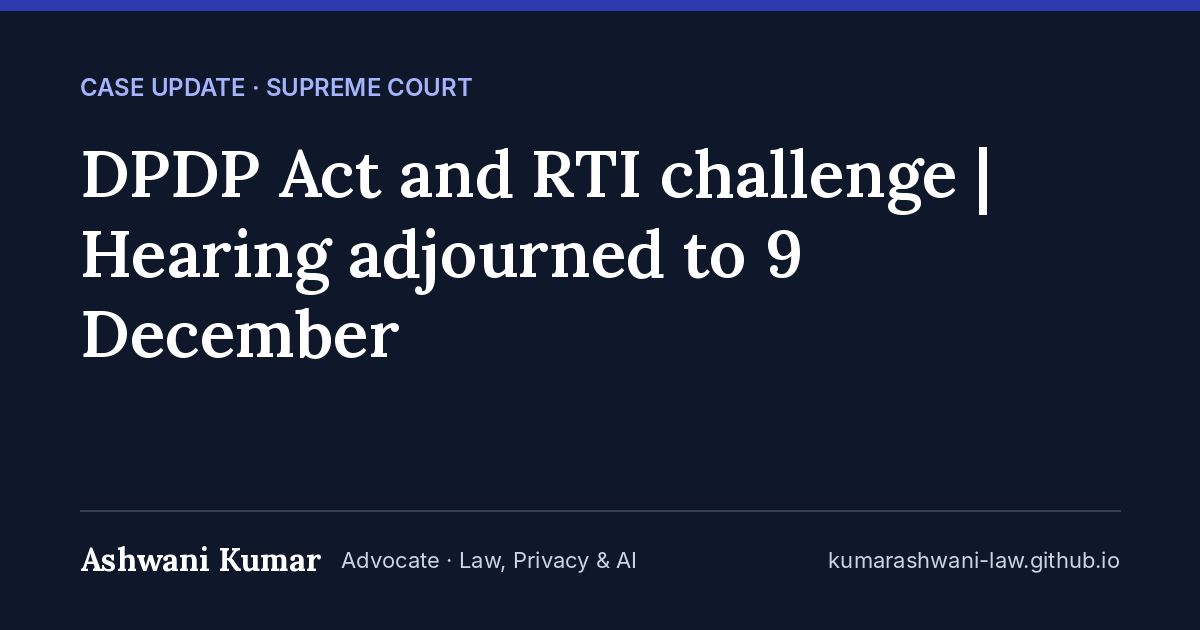 CASE UPDATE · SUPREME COURT
DPDP Act and RTI challenge |
Hearing adjourned to 9
December
Ashwani Kumar Advocate · Law, Privacy & AI kumarashwani-law.github.io